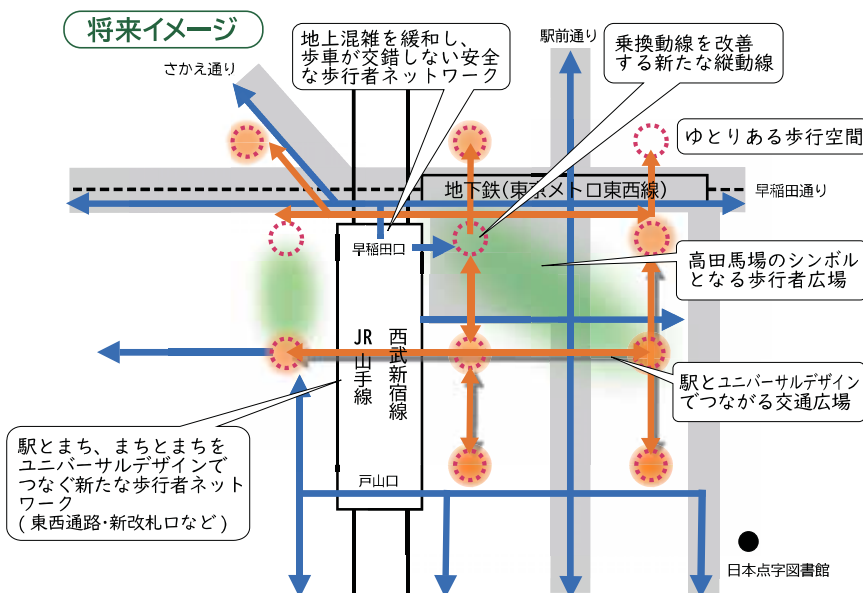 将来イメージ
さかえ通り
地上混雑を緩和し、
歩車が交錯しない安全
な歩行者ネットワーク
駅前通り
乗換動線を改善
する新たな縦動線
ゆとりある歩行空間
地下鉄(東京メトロ東西線)
早稲田通り
早稲田口
高田馬場のシンボル
となる歩行者広場
JR 山手線
西武新宿線
駅とユニバーサルデザイン
でつながる交通広場
駅とまち、まちとまちを
ユニバーサルデザインで
つなぐ新たな歩行者ネット
ワーク
(東西通路・新改札口など)
戸山口
日本点字図書館